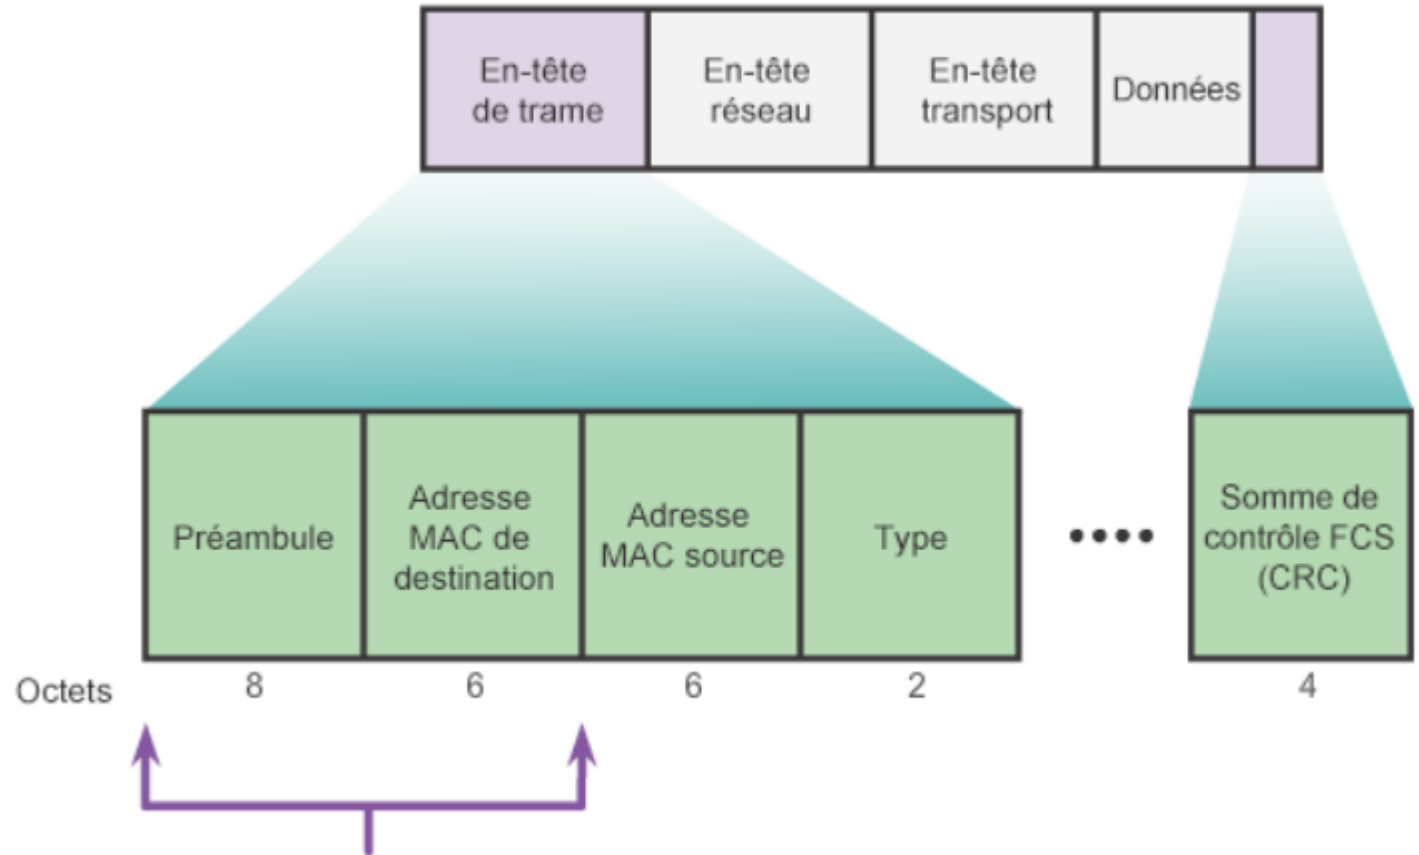 En-tête
de trame
En-tête
réseau
En-tête
transport
Données
Préambule
Adresse
MAC de
destination
Adresse
MAC source
Type
Somme de
contrôle FCS
(CRC)
Octets
8
6
6
2
4